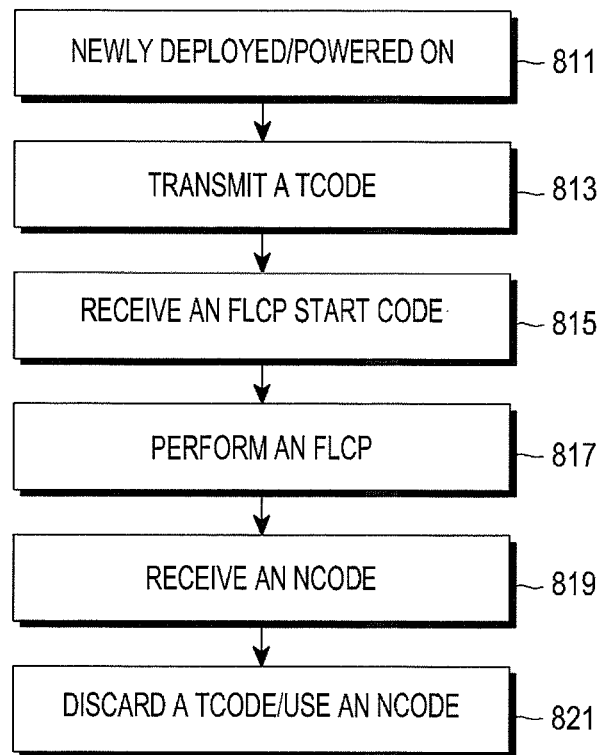 NEWLY DEPLOYED/POWERED ON 811
TRANSMIT A TCODE 813
RECEIVE AN FLCP START CODE 815
PERFORM AN FLCP 817
RECEIVE AN NCODE 819
DISCARD A TCODE/USE AN NCODE 821